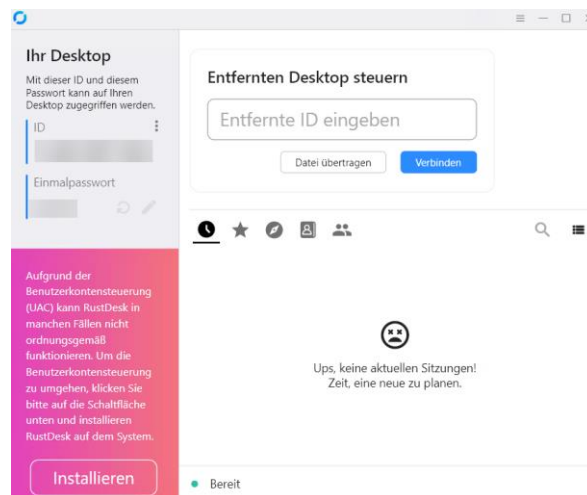 Ihr Desktop
Mit dieser ID und diesem
Passwort kann auf Ihren
Desktop zugegriffen werden.
ID
Einmalpasswort
Aufgrund der
Benutzerkontensteuerung
(UAC) kann RustDesk in
manchen Fällen nicht
ordnungsgemäß
funktionieren. Um die
Benutzerkontensteuerung
zu umgehen, klicken Sie
bitte auf die Schaltfläche
unten und installieren
RustDesk auf dem System.
Installieren
Entfernten Desktop steuern
Entfernte ID eingeben
Datei übertragen Verbinden
Ups, keine aktuellen Sitzungen!
Zeit, eine neue zu planen.
Bereit